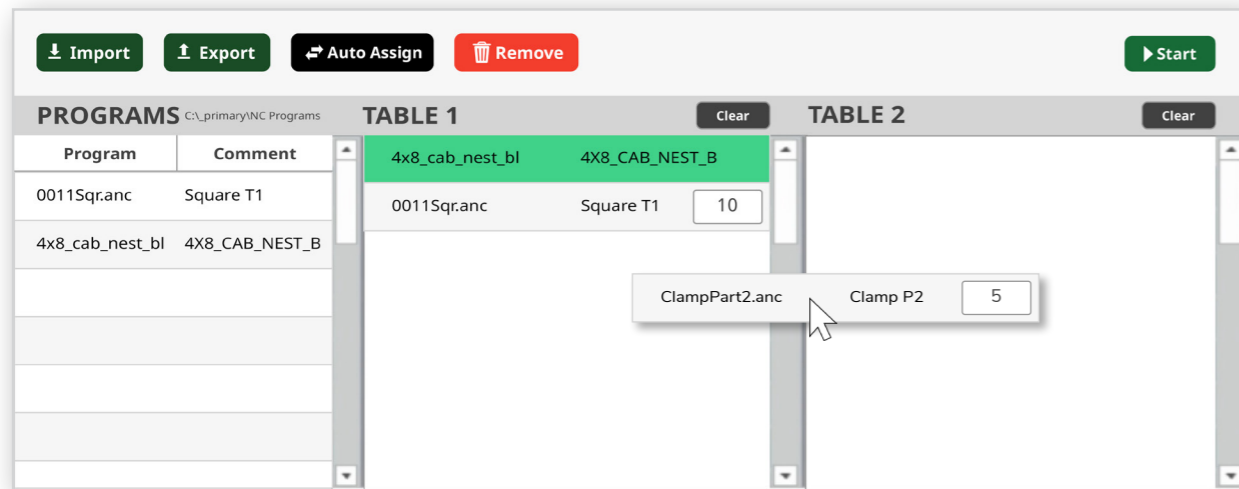 Import Export Auto Assign Remove Start
PROGRAMS C:\_primary\NC Programs TABLE 1 Clear TABLE 2 Clear
Program Comment
4x8_cab_nest_bl 4X8_CAB_NEST_B
0011Sqr.anc Square T1
0011Sqr.anc Square T1 10
4x8_cab_nest_bl 4X8_CAB_NEST_B
ClampPart2.anc Clamp P2 5